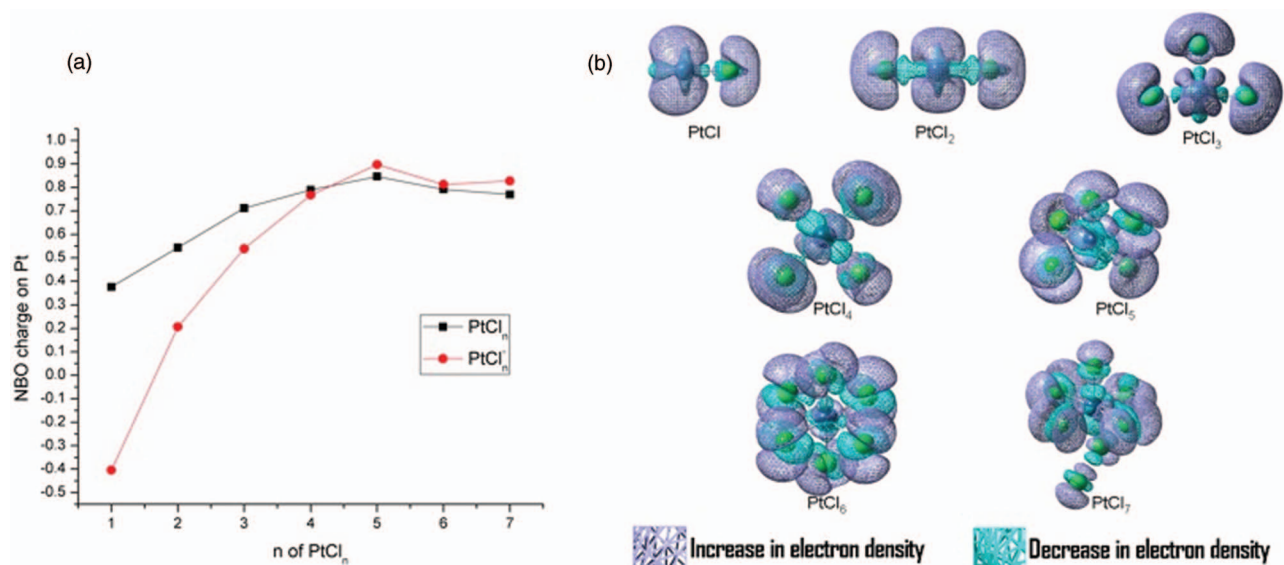 (a)
NBO charge on Pt
1.0
0.9
0.8
0.7
0.6
0.5
0.4
0.3
0.2
0.1
0.0
-0.1
-0.2
-0.3
-0.4
-0.5
1 2 3 4 5 6 7
n of PtClₙ
PtClₙ
PtClₙ⁻
(b)
PtCl PtCl₂ PtCl₃
PtCl₄ PtCl₅
PtCl₆ PtCl₇
Increase in electron density Decrease in electron density